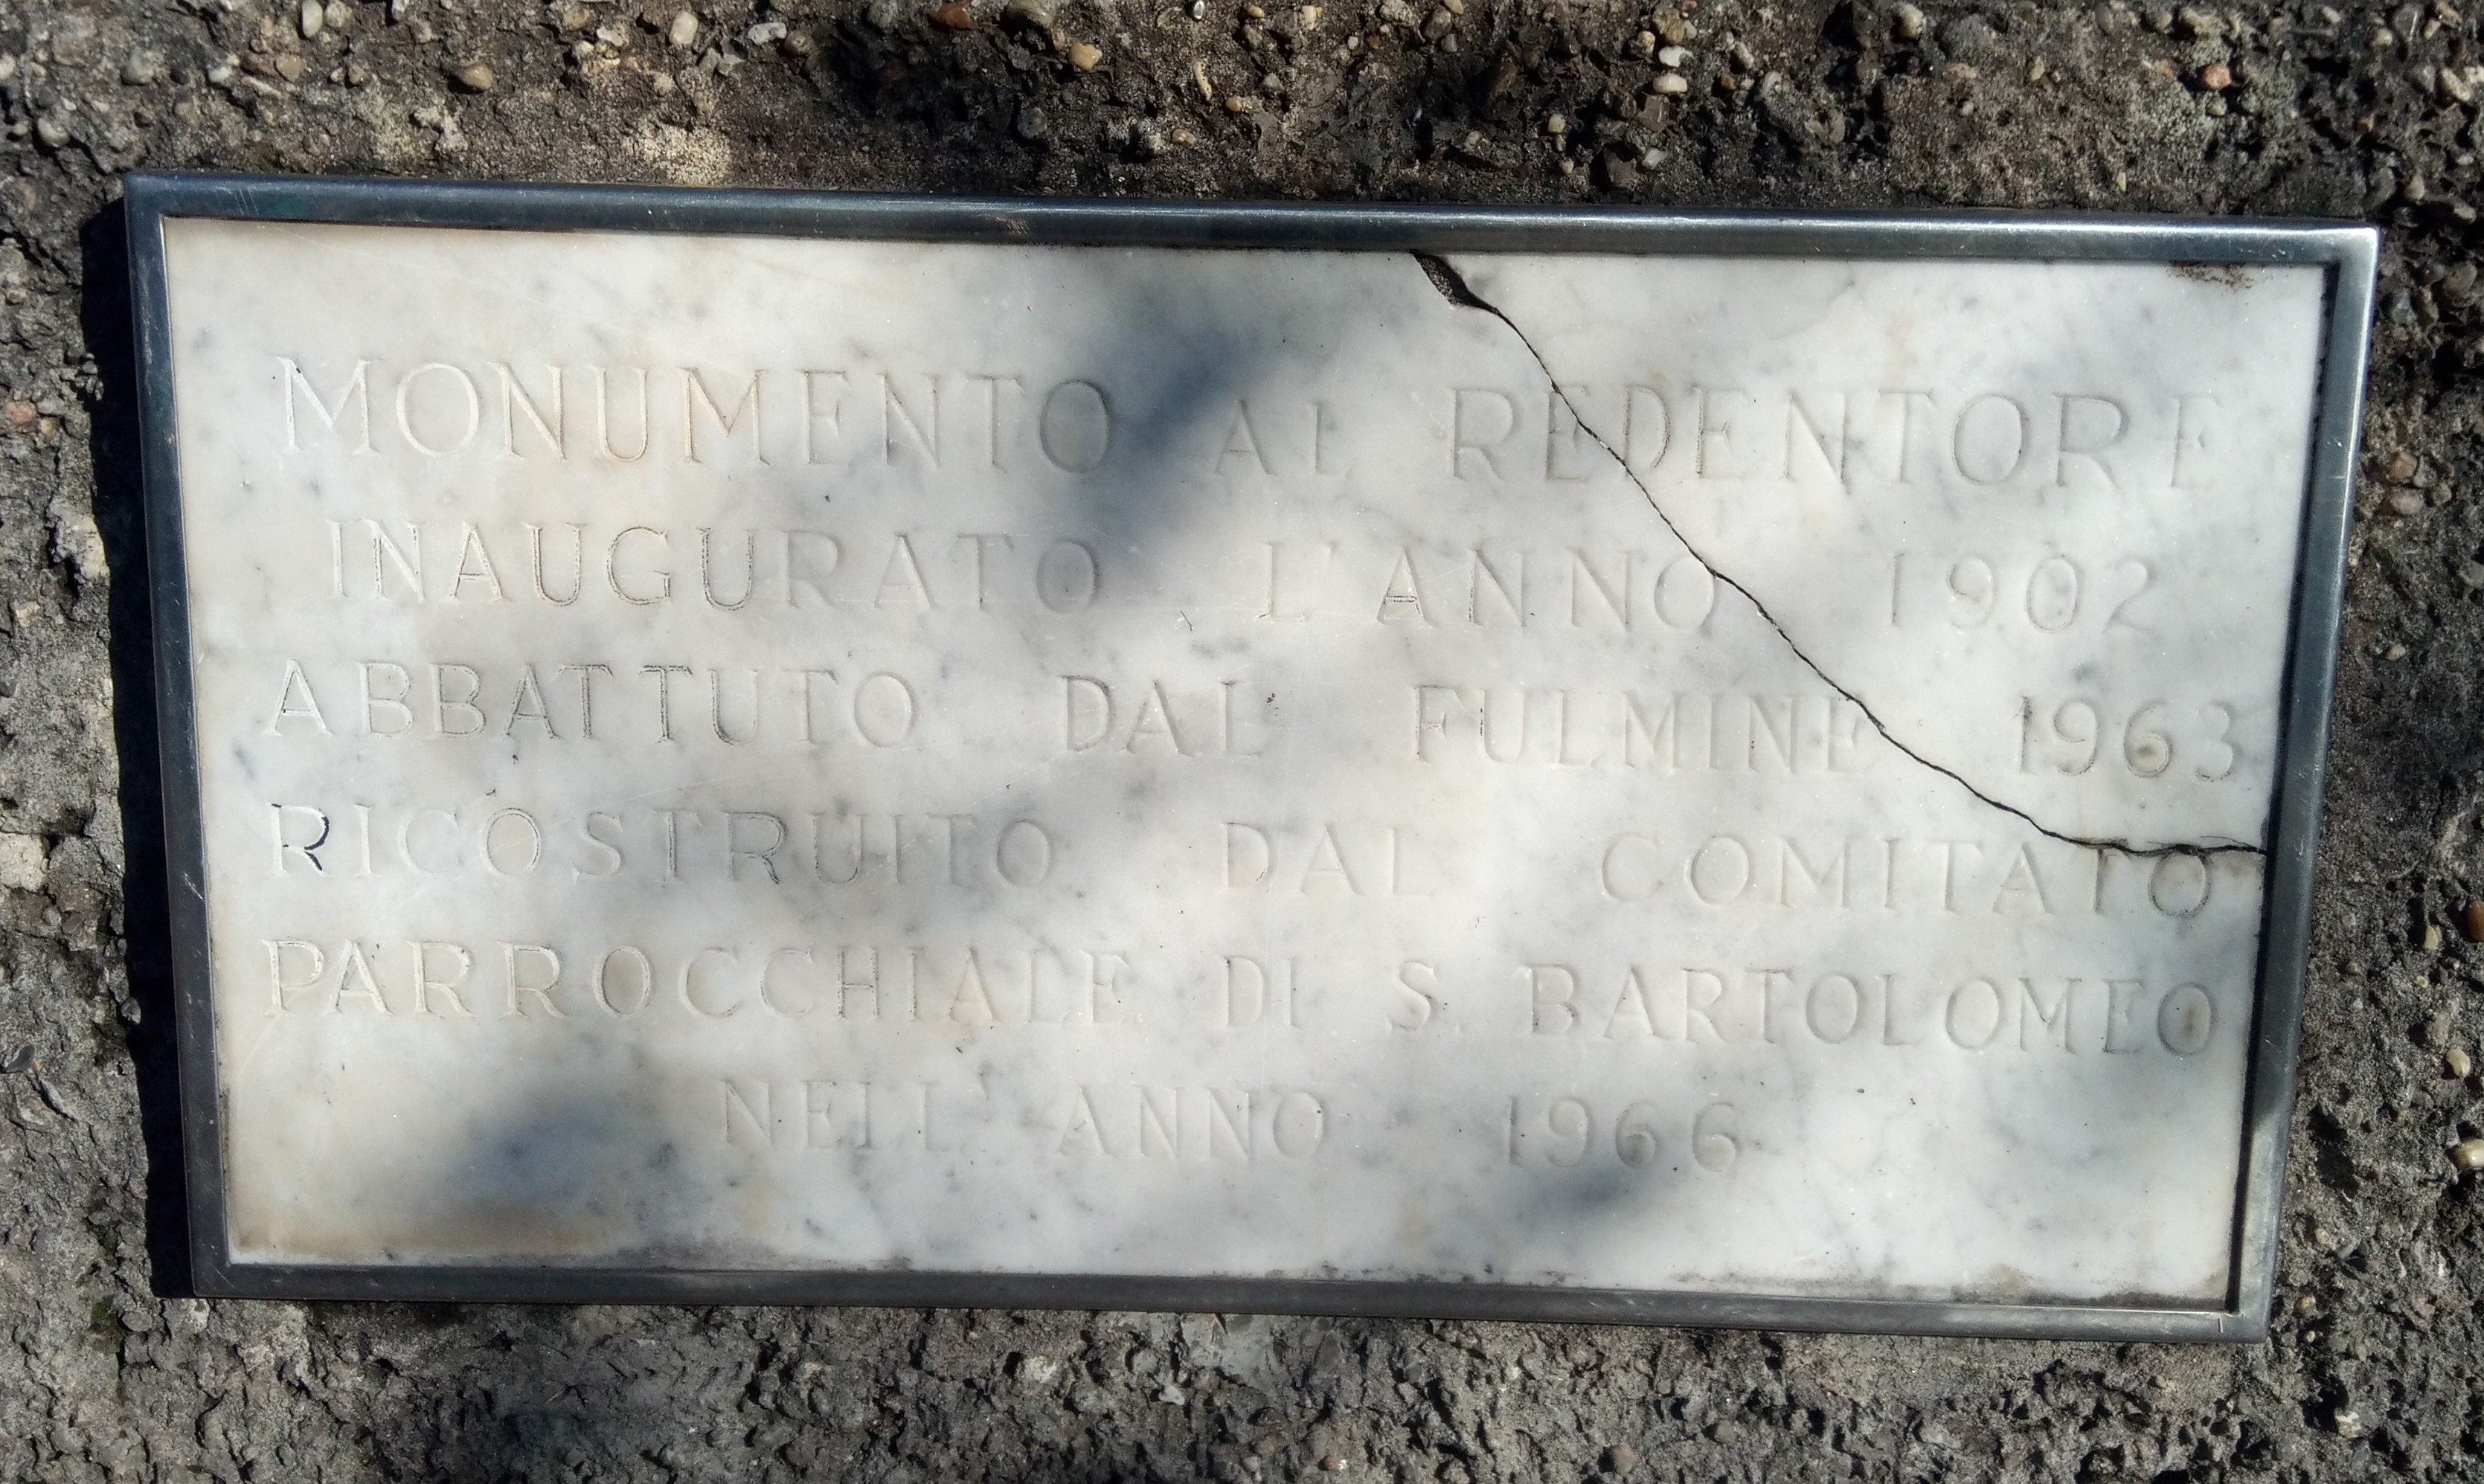 MONUMENTO AL REDENTORE
INAUGURATO L'ANNO 1902
ABBATTUTO DAL FULMINE 1963
RICOSTRUITO DAL COMITATO
PARROCCHIALE DI S. BARTOLOMEO
NELL'ANNO 1966